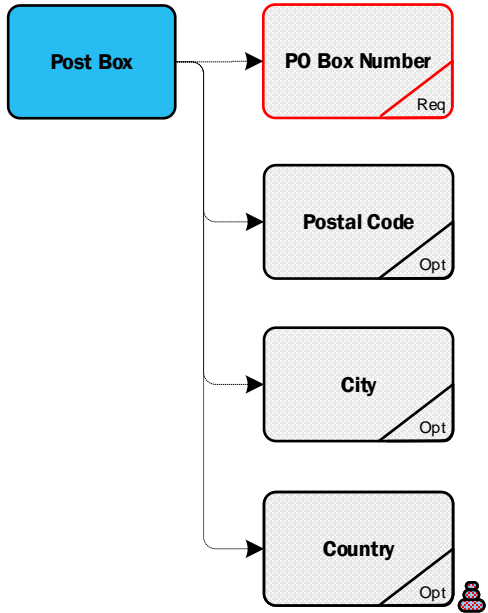 Post Box
PO Box Number
Req
Postal Code
Opt
City
Opt
Country
Opt